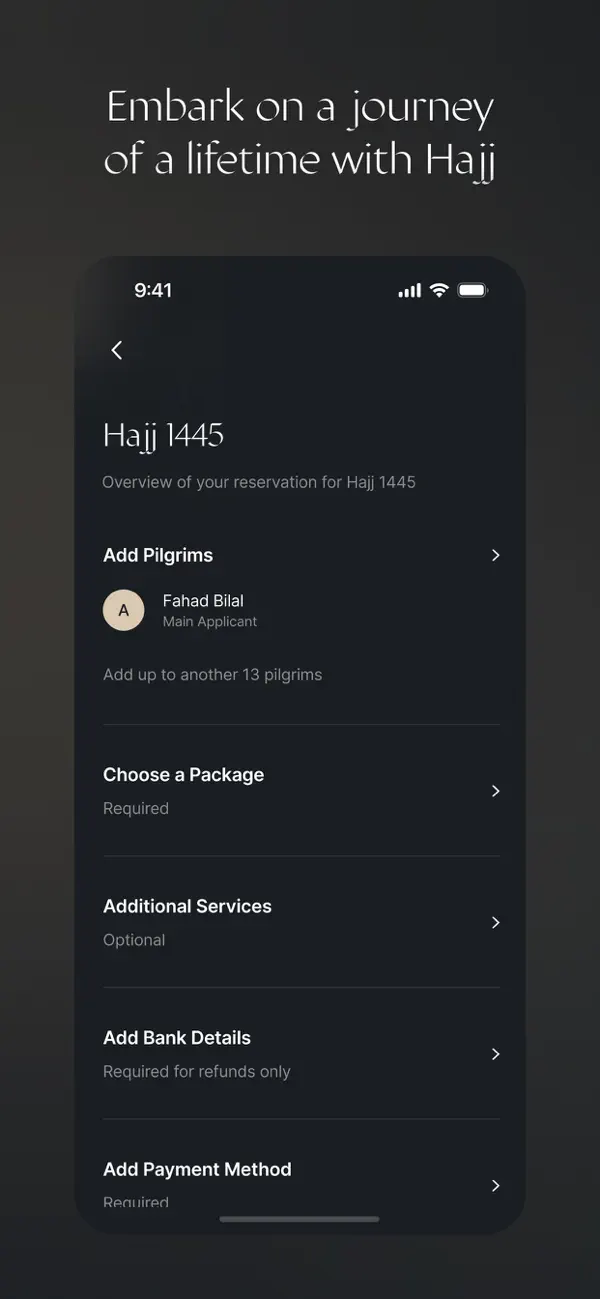 Embark on a journey
of a lifetime with Hajj
9:41
Hajj 1445
Overview of your reservation for Hajj 1445
Add Pilgrims
A
Fahad Bilal
Main Applicant
Add up to another 13 pilgrims
Choose a Package
Required
Additional Services
Optional
Add Bank Details
Required for refunds only
Add Payment Method
Required